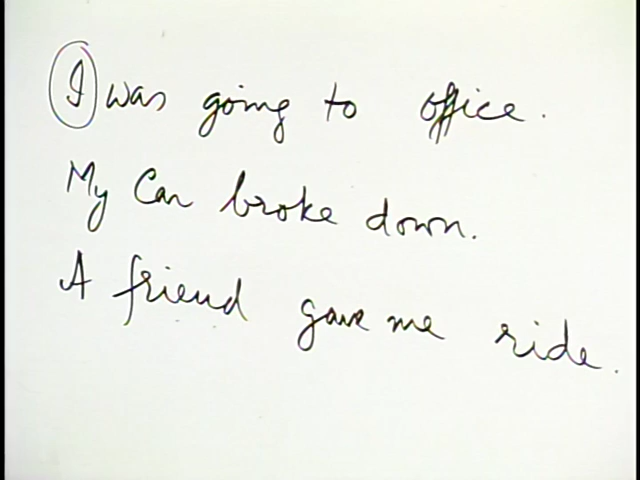 I was going to office.
My Car broke down.
A friend gave me ride.